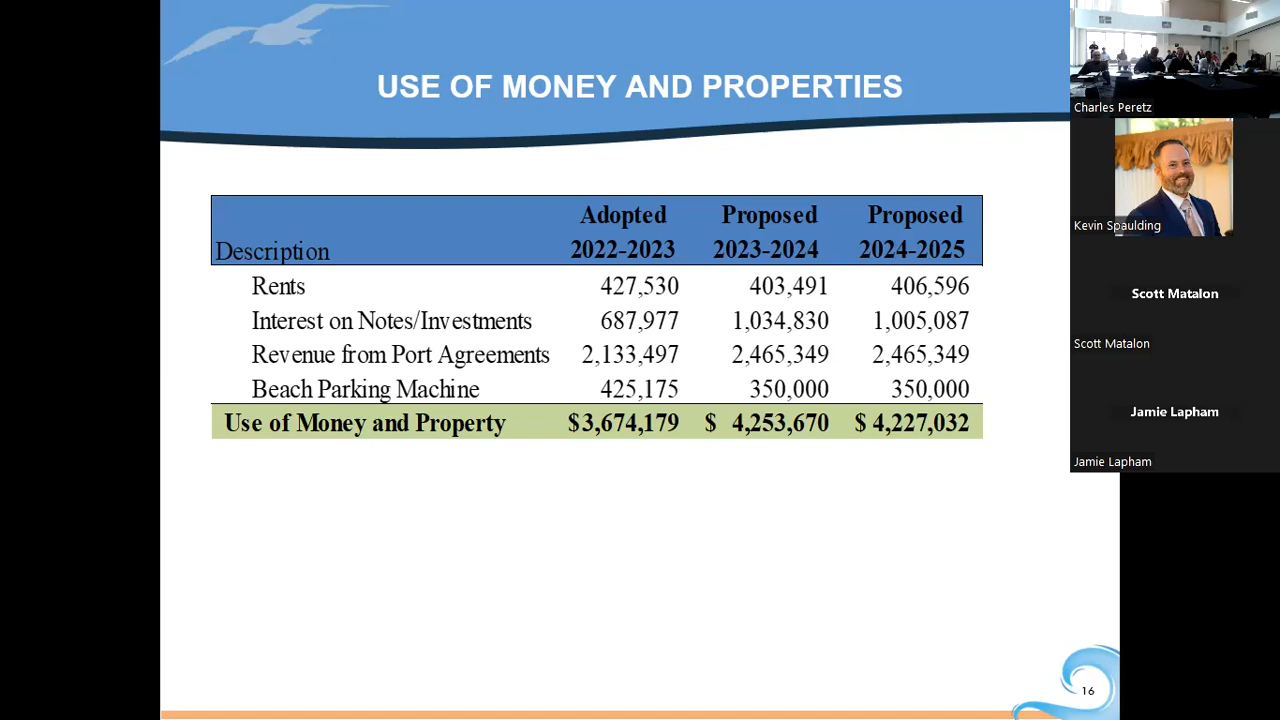 USE OF MONEY AND PROPERTIES
Description Adopted 2022-2023 Proposed 2023-2024 Proposed 2024-2025
Rents 427,530 403,491 406,596
Interest on Notes/Investments 687,977 1,034,830 1,005,087
Revenue from Port Agreements 2,133,497 2,465,349 2,465,349
Beach Parking Machine 425,175 350,000 350,000
Use of Money and Property $3,674,179 $ 4,253,670 $ 4,227,032
16
Charles Peretz
Kevin Spaulding
Scott Matalon
Scott Matalon
Jamie Lapham
Jamie Lapham